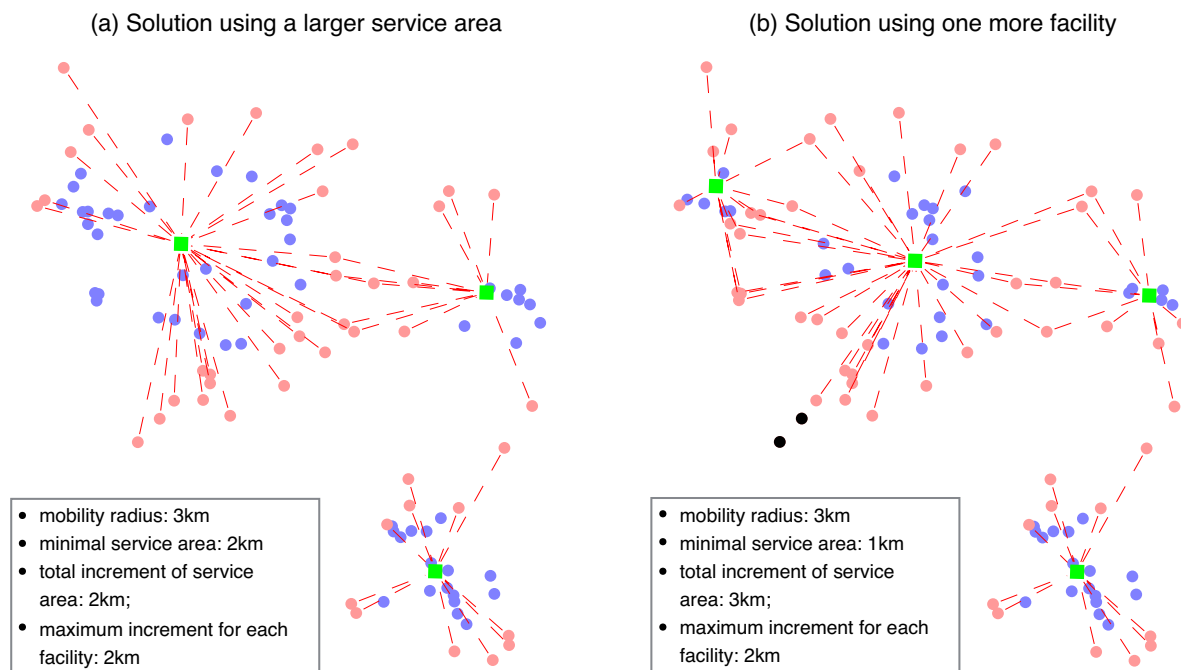 (a) Solution using a larger service area
(b) Solution using one more facility
• mobility radius: 3km
• minimal service area: 2km
• total increment of service
area: 2km;
• maximum increment for each
facility: 2km
• mobility radius: 3km
• minimal service area: 1km
• total increment of service
area: 3km;
• maximum increment for each
facility: 2km